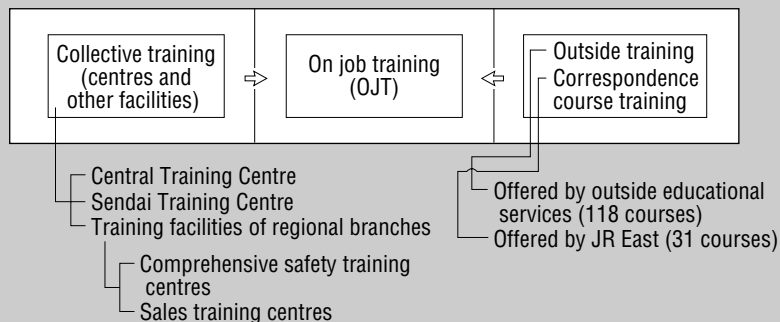 Collective training
(centres and
other facilities)
On job training
(OJT)
Outside training
Correspondence
course training
Central Training Centre
Sendai Training Centre
Training facilities of regional branches
Comprehensive safety training
centres
Sales training centres
Offered by outside educational
services (118 courses)
Offered by JR East (31 courses)